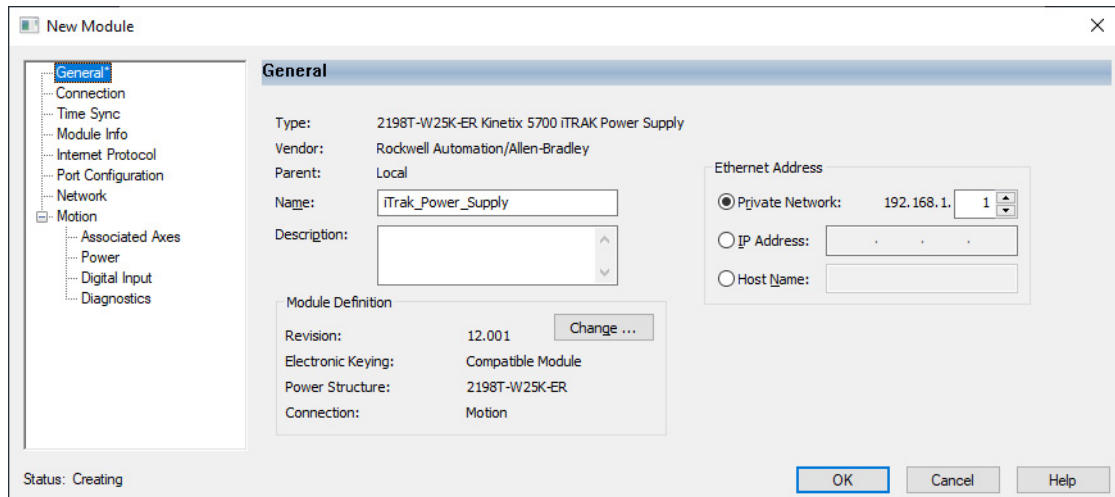 New Module
General*
Connection
Time Sync
Module Info
Internet Protocol
Port Configuration
Network
Motion
Associated Axes
Power
Digital Input
Diagnostics
General
Type: 2198T-W25K-ER Kinetix 5700 iTRAK Power Supply
Vendor: Rockwell Automation/Allen-Bradley
Parent: Local
Name: iTrak_Power_Supply
Description:
Module Definition
Revision: 12.001 Change ...
Electronic Keying: Compatible Module
Power Structure: 2198T-W25K-ER
Connection: Motion
Ethernet Address
Private Network: 192.168.1. 1
IP Address: . . .
Host Name:
Status: Creating
OK Cancel Help